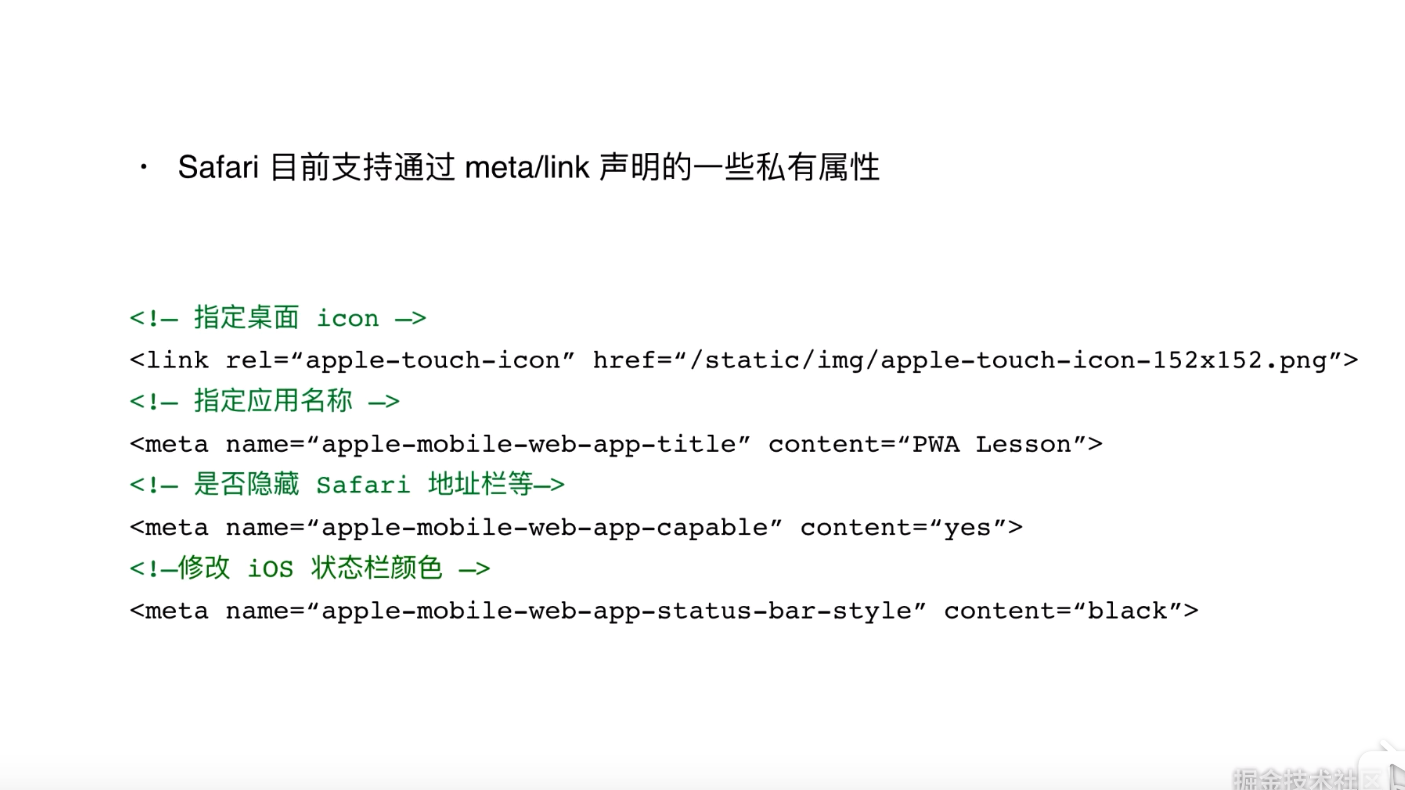 · Safari 目前支持通过 meta/link 声明的一些私有属性
<!— 指定桌面 icon —>
<link rel=“apple-touch-icon” href=“/static/img/apple-touch-icon-152x152.png”>
<!— 指定应用名称 —>
<meta name=“apple-mobile-web-app-title” content=“PWA Lesson”>
<!— 是否隐藏 Safari 地址栏等—>
<meta name=“apple-mobile-web-app-capable” content=“yes”>
<!—修改 iOS 状态栏颜色 —>
<meta name=“apple-mobile-web-app-status-bar-style” content=“black”>
掘金技术社区